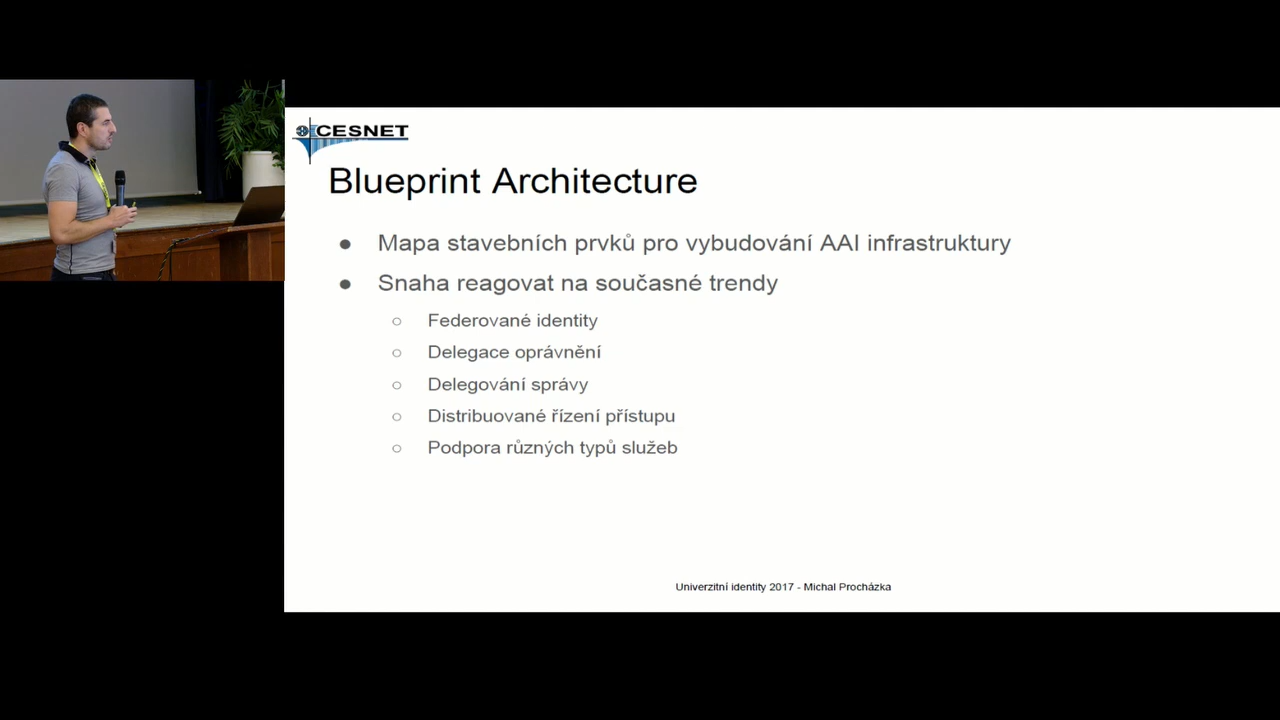 CESNET
Blueprint Architecture
● Mapa stavebních prvků pro vybudování AAI infrastruktury
● Snaha reagovat na současné trendy
○ Federované identity
○ Delegace oprávnění
○ Delegování správy
○ Distribuované řízení přístupu
○ Podpora různých typů služeb
Univerzitní identity 2017 - Michal Procházka